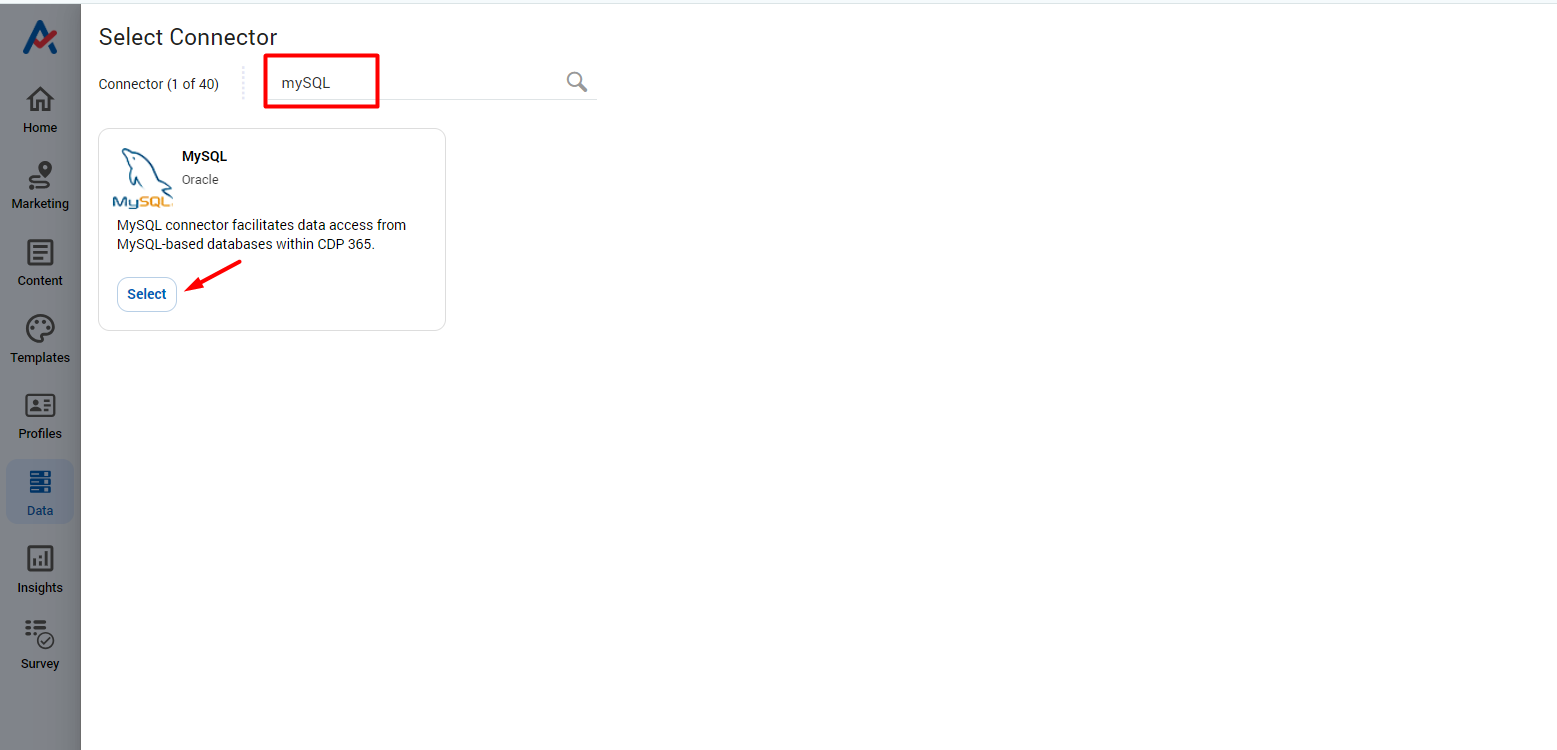 Select Connector
Connector (1 of 40)
mySQL
Home
Marketing
Content
Templates
Profiles
Data
Insights
Survey
MySQL
Oracle
MySQL
MySQL connector facilitates data access from
MySQL-based databases within CDP 365.
Select